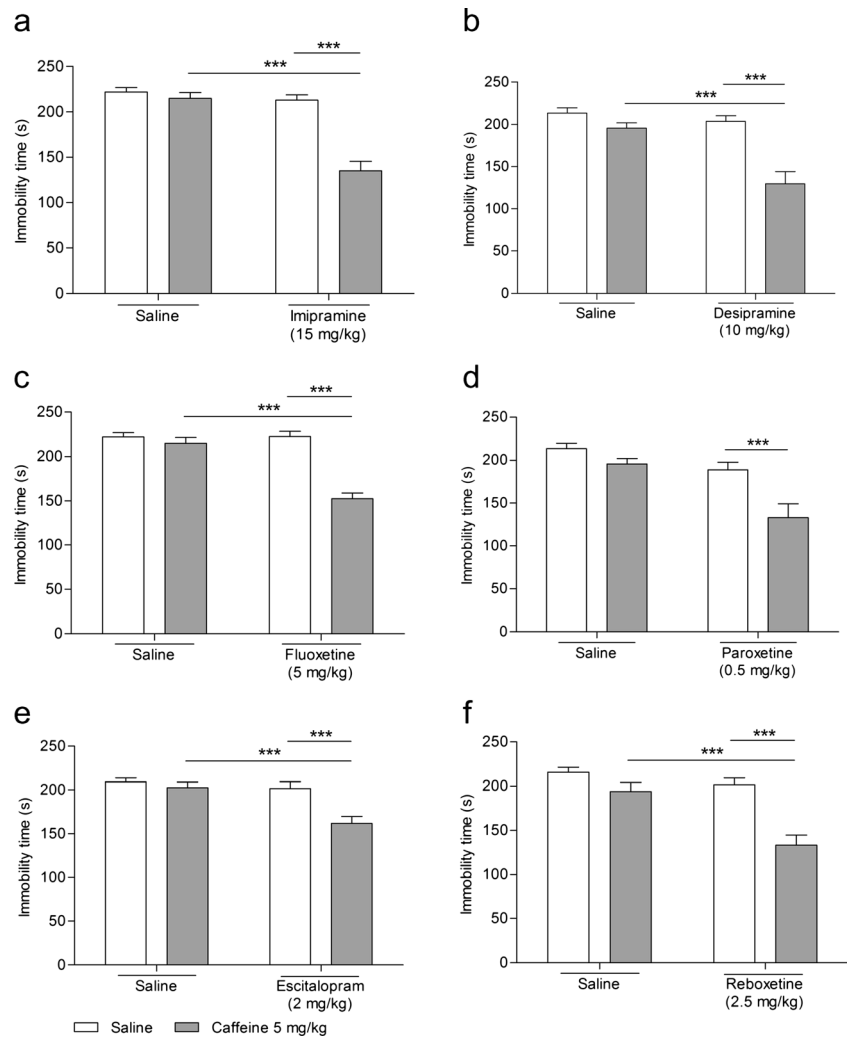 a
***
***
250
200
150
100
50
0
Immobility time (s)
Saline
Imipramine
(15 mg/kg)
b
***
***
250
200
150
100
50
0
Immobility time (s)
Saline
Desipramine
(10 mg/kg)
c
***
***
250
200
150
100
50
0
Immobility time (s)
Saline
Fluoxetine
(5 mg/kg)
d
***
250
200
150
100
50
0
Immobility time (s)
Saline
Paroxetine
(0.5 mg/kg)
e
***
***
250
200
150
100
50
0
Immobility time (s)
Saline
Escitalopram
(2 mg/kg)
f
***
***
250
200
150
100
50
0
Immobility time (s)
Saline
Reboxetine
(2.5 mg/kg)
Saline
Caffeine 5 mg/kg